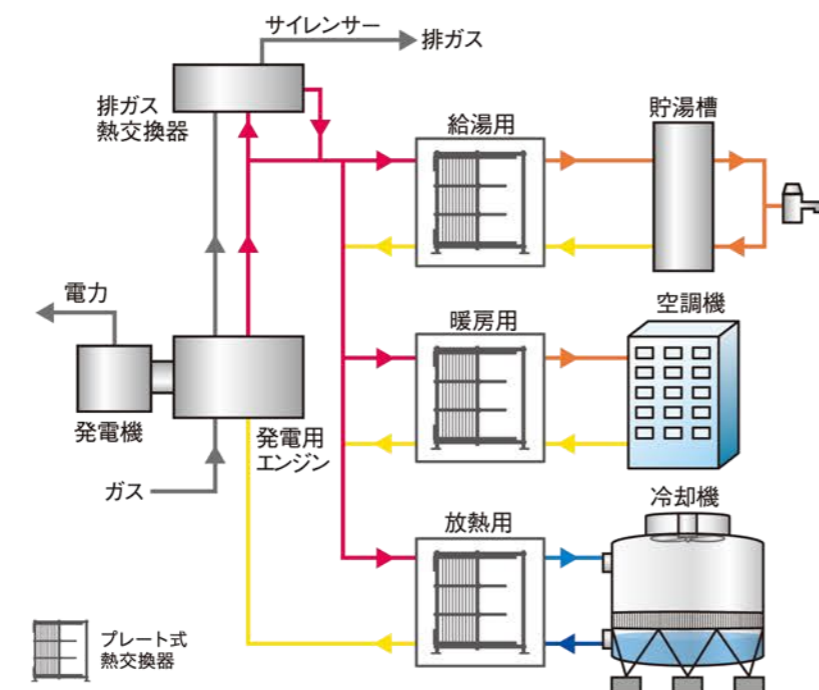 サイレンサー
排ガス
排ガス
熱交換器
給湯用
貯湯槽
電力
暖房用
空調機
発電機
発電用
エンジン
ガス
放熱用
冷却機
プレート式
熱交換器